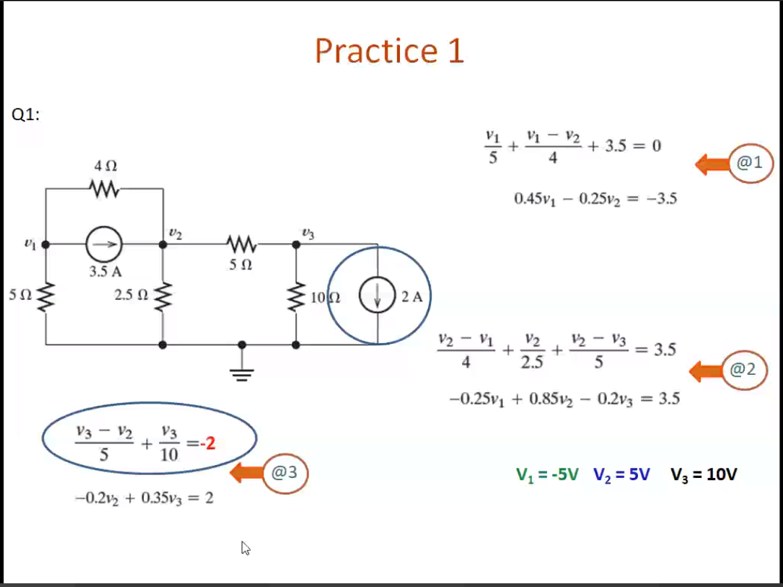 Practice 1
Q1:
v₁/5 + (v₁ − v₂)/4 + 3.5 = 0
@1
0.45v₁ − 0.25v₂ = −3.5
4 Ω
v₁
v₂
v₃
3.5 A
5 Ω
5 Ω
2.5 Ω
10 Ω
2 A
(v₂ − v₁)/4 + v₂/2.5 + (v₂ − v₃)/5 = 3.5
@2
−0.25v₁ + 0.85v₂ − 0.2v₃ = 3.5
(v₃ − v₂)/5 + v₃/10 =-2
@3
−0.2v₂ + 0.35v₃ = 2
V₁ = -5V V₂ = 5V V₃ = 10V